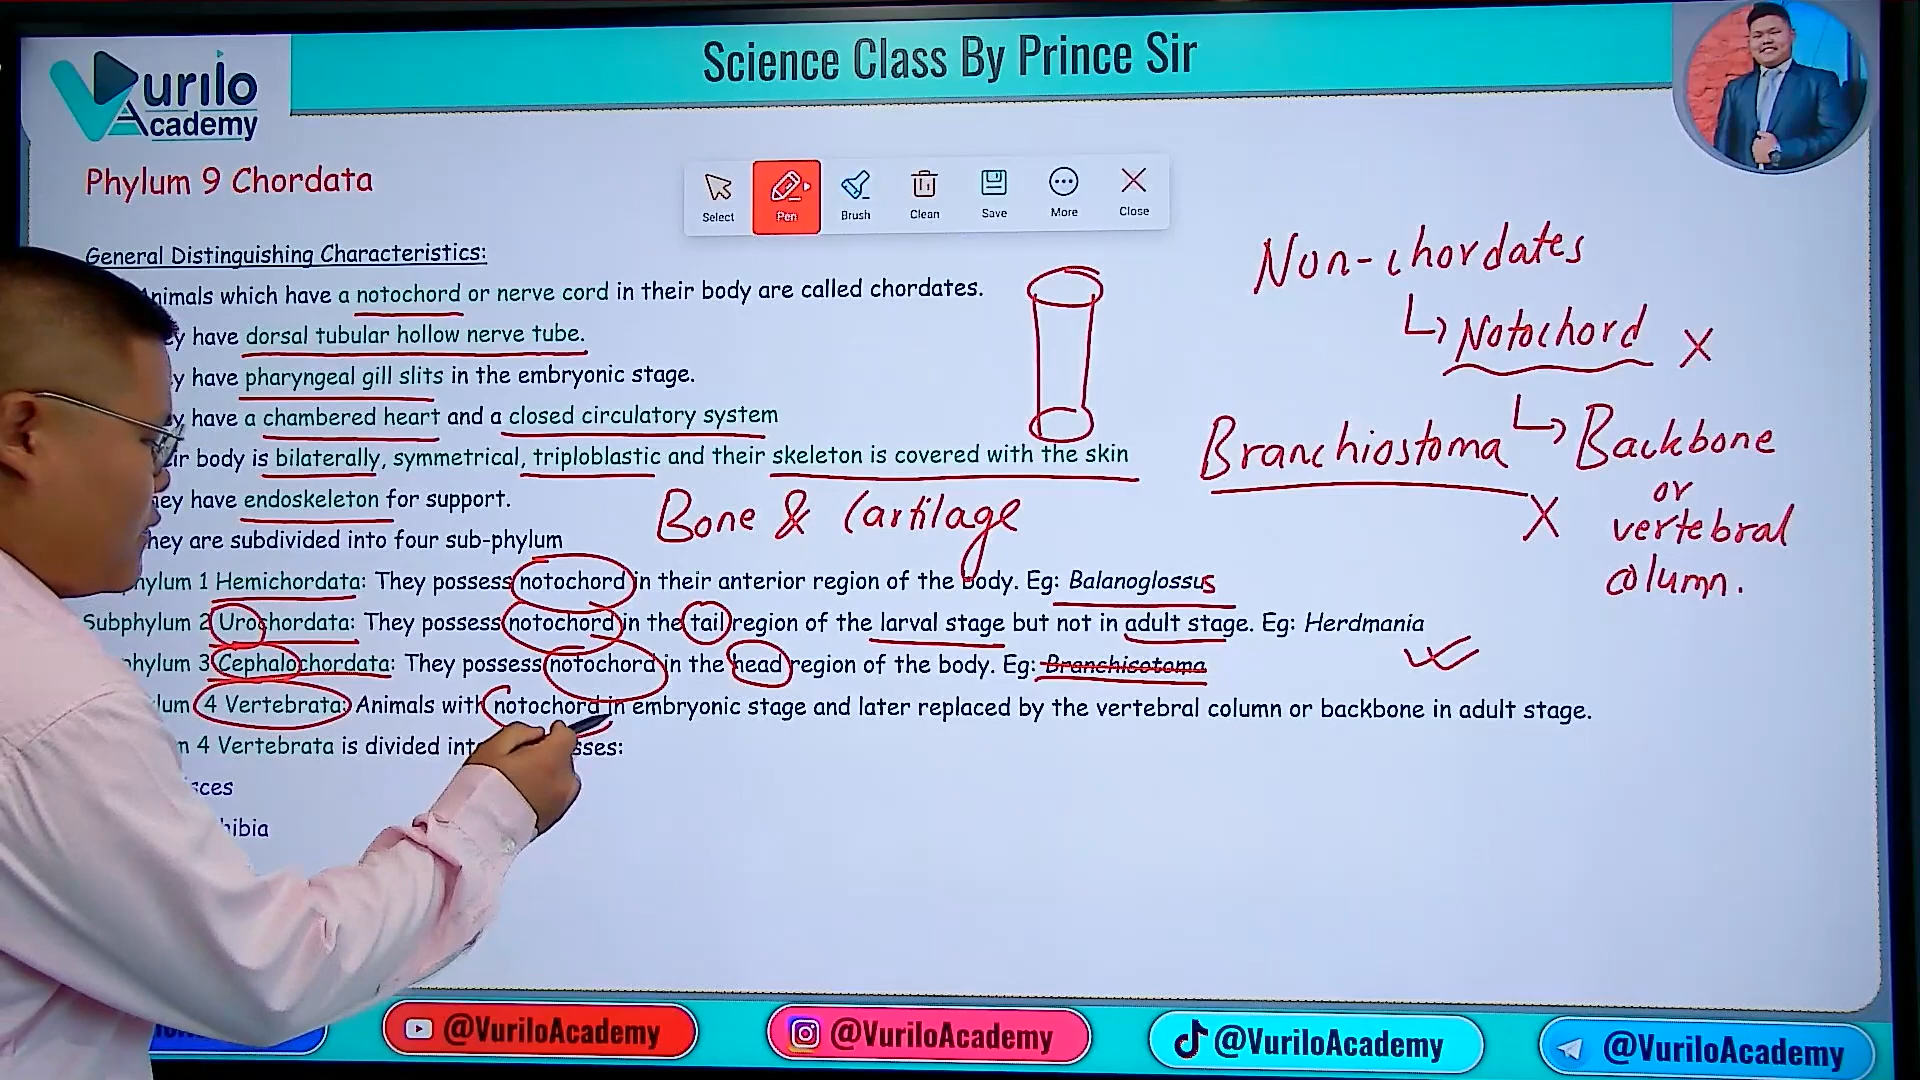 Vurilo Academy
Science Class By Prince Sir
Phylum 9 Chordata
Select
Pen
Brush
Clean
Save
More
Close
General Distinguishing Characteristics:
nimals which have a notochord or nerve cord in their body are called chordates.
y have dorsal tubular hollow nerve tube.
y have pharyngeal gill slits in the embryonic stage.
y have a chambered heart and a closed circulatory system
ir body is bilaterally, symmetrical, triploblastic and their skeleton is covered with the skin
ey have endoskeleton for support.
Bone & Cartilage
hey are subdivided into four sub-phylum
hylum 1 Hemichordata: They possess notochord in their anterior region of the body. Eg: Balanoglossus
Subphylum 2 Urochordata: They possess notochord in the tail region of the larval stage but not in adult stage. Eg: Herdmania
phylum 3 Cephalochordata: They possess notochord in the head region of the body. Eg: Branchisotoma
lum 4 Vertebrata: Animals with notochord in embryonic stage and later replaced by the vertebral column or backbone in adult stage.
m 4 Vertebrata is divided int sses:
sces
hibia
Non-chordates
Notochord X
Branchiostoma
Backbone
or
X vertebral
column.
@VuriloAcademy
@VuriloAcademy
@VuriloAcademy
@VuriloAcademy